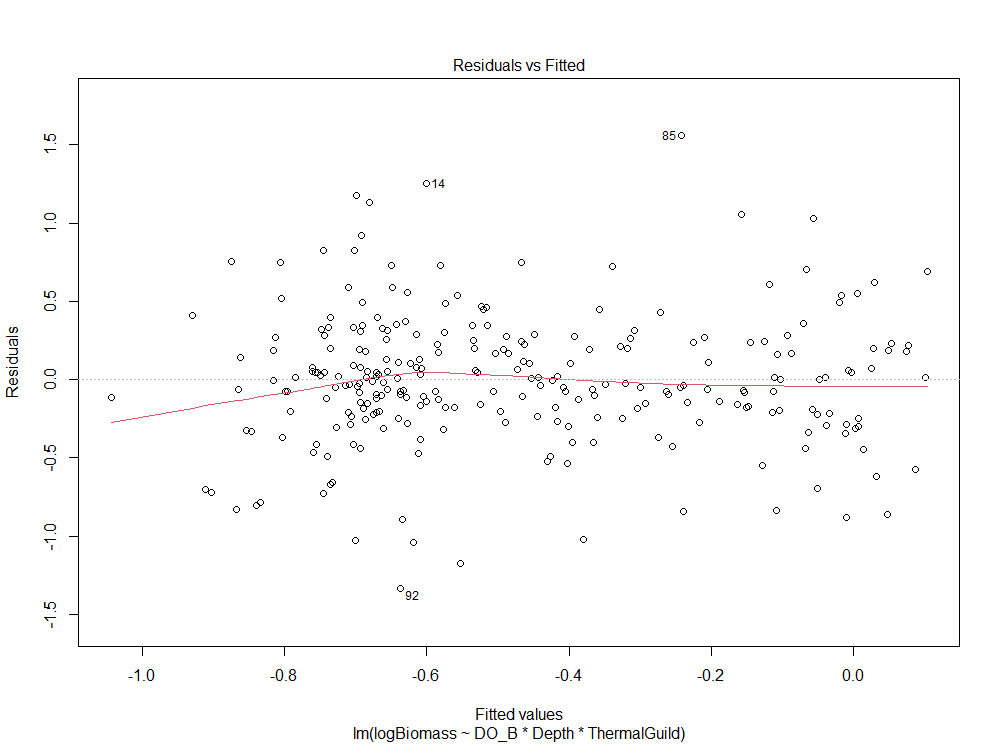 Residuals vs Fitted
Residuals
1.5
1.0
0.5
0.0
-0.5
-1.0
-1.5
85
14
92
-1.0 -0.8 -0.6 -0.4 -0.2 0.0
Fitted values
lm(logBiomass ~ DO_B * Depth * ThermalGuild)